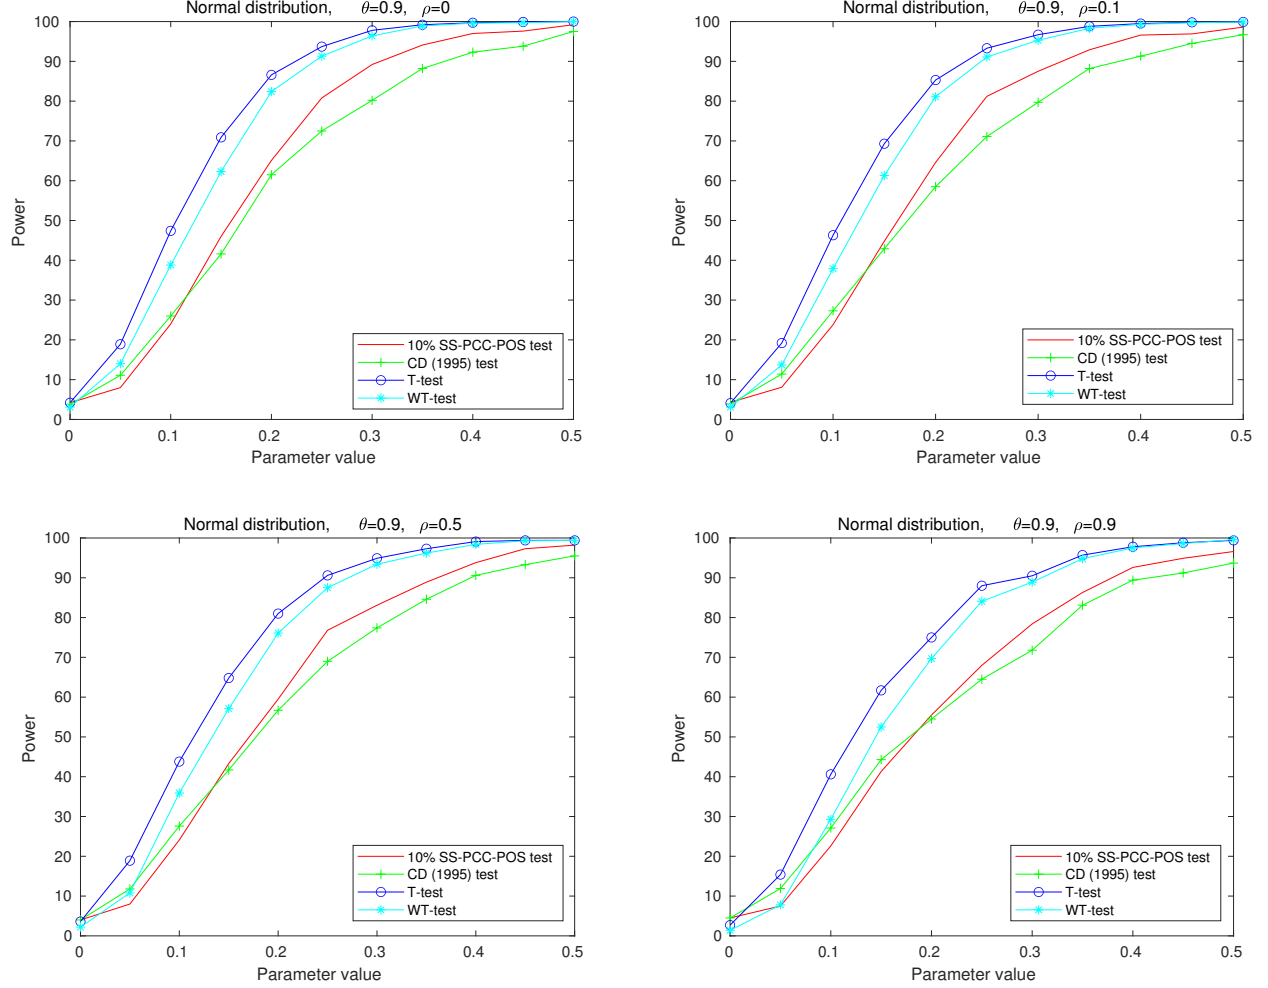 Normal distribution, θ=0.9, ρ=0
100
90
80
70
60
50
40
30
20
10
0
Power
0 0.1 0.2 0.3 0.4 0.5
Parameter value
10% SS-PCC-POS test
CD (1995) test
T-test
WT-test
Normal distribution, θ=0.9, ρ=0.1
100
90
80
70
60
50
40
30
20
10
0
Power
0 0.1 0.2 0.3 0.4 0.5
Parameter value
10% SS-PCC-POS test
CD (1995) test
T-test
WT-test
Normal distribution, θ=0.9, ρ=0.5
100
90
80
70
60
50
40
30
20
10
0
Power
0 0.1 0.2 0.3 0.4 0.5
Parameter value
10% SS-PCC-POS test
CD (1995) test
T-test
WT-test
Normal distribution, θ=0.9, ρ=0.9
100
90
80
70
60
50
40
30
20
10
0
Power
0 0.1 0.2 0.3 0.4 0.5
Parameter value
10% SS-PCC-POS test
CD (1995) test
T-test
WT-test